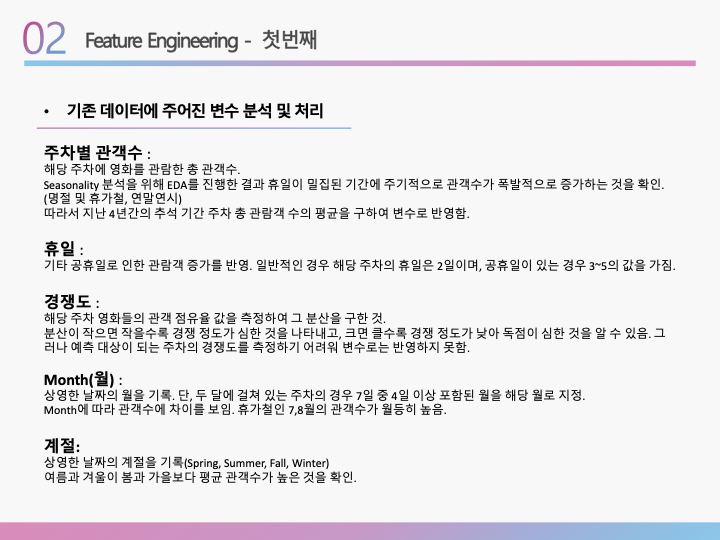 02 Feature Engineering - 첫번째
• 기존 데이터에 주어진 변수 분석 및 처리
주차별 관객수 :
해당 주차에 영화를 관람한 총 관객수.
Seasonality 분석을 위해 EDA를 진행한 결과 휴일이 밀집된 기간에 주기적으로 관객수가 폭발적으로 증가하는 것을 확인.
(명절 및 휴가철, 연말연시)
따라서 지난 4년간의 추석 기간 주차 총 관람객 수의 평균을 구하여 변수로 반영함.
휴일 :
기타 공휴일로 인한 관람객 증가를 반영. 일반적인 경우 해당 주차의 휴일은 2일이며, 공휴일이 있는 경우 3~5의 값을 가짐.
경쟁도 :
해당 주차 영화들의 관객 점유율 값을 측정하여 그 분산을 구한 것.
분산이 작으면 작을수록 경쟁 정도가 심한 것을 나타내고, 크면 클수록 경쟁 정도가 낮아 독점이 심한 것을 알 수 있음. 그
러나 예측 대상이 되는 주차의 경쟁도를 측정하기 어려워 변수로는 반영하지 못함.
Month(월) :
상영한 날짜의 월을 기록. 단, 두 달에 걸쳐 있는 주차의 경우 7일 중 4일 이상 포함된 월을 해당 월로 지정.
Month에 따라 관객수에 차이를 보임. 휴가철인 7,8월의 관객수가 월등히 높음.
계절:
상영한 날짜의 계절을 기록(Spring, Summer, Fall, Winter)
여름과 겨울이 봄과 가을보다 평균 관객수가 높은 것을 확인.